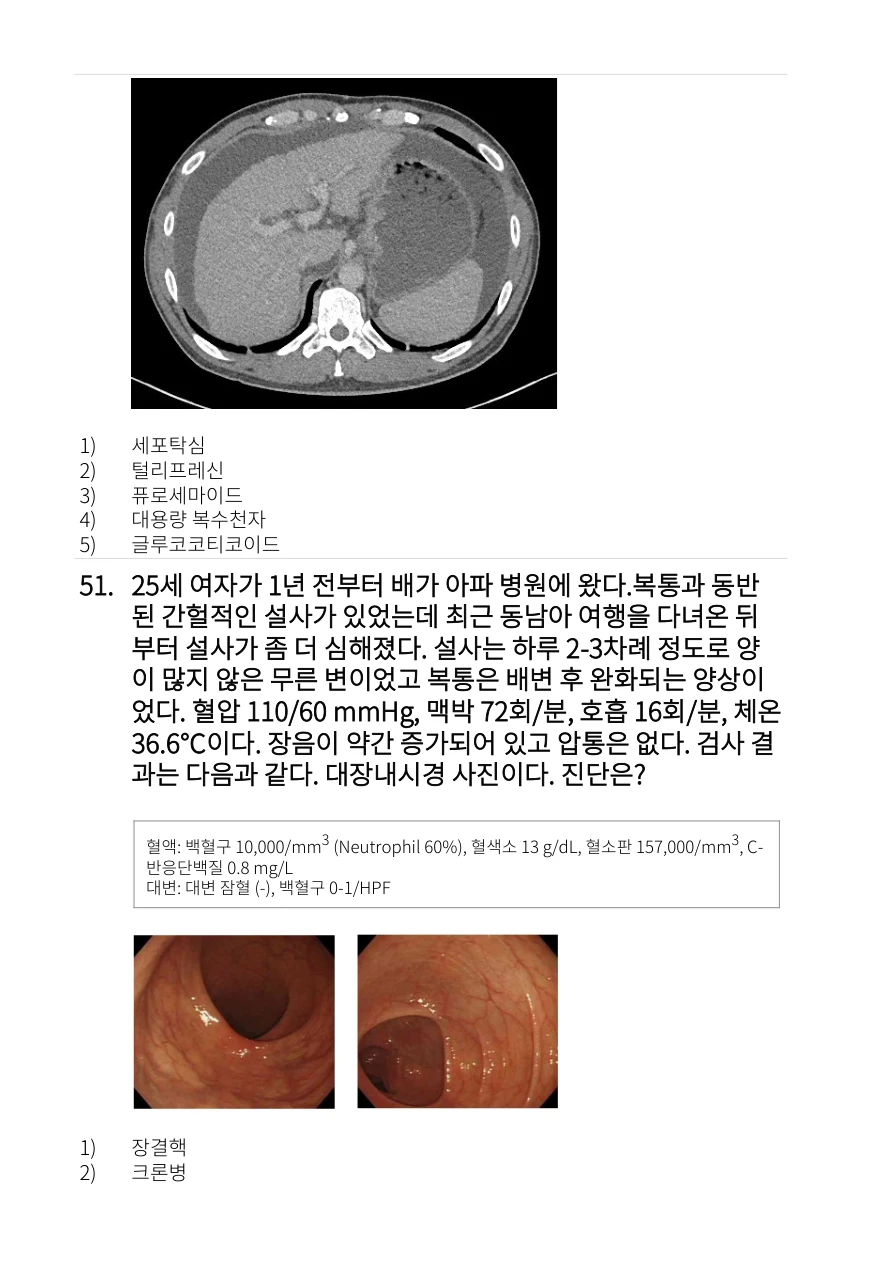 1) 세포탁심
2) 털리프레신
3) 퓨로세마이드
4) 대용량 복수천자
5) 글루코코티코이드
51. 25세 여자가 1년 전부터 배가 아파 병원에 왔다.복통과 동반
된 간헐적인 설사가 있었는데 최근 동남아 여행을 다녀온 뒤
부터 설사가 좀 더 심해졌다. 설사는 하루 2-3차례 정도로 양
이 많지 않은 무른 변이었고 복통은 배변 후 완화되는 양상이
었다. 혈압 110/60 mmHg, 맥박 72회/분, 호흡 16회/분, 체온
36.6°C이다. 장음이 약간 증가되어 있고 압통은 없다. 검사 결
과는 다음과 같다. 대장내시경 사진이다. 진단은?
혈액: 백혈구 10,000/mm³ (Neutrophil 60%), 혈색소 13 g/dL, 혈소판 157,000/mm³, C-
반응단백질 0.8 mg/L
대변: 대변 잠혈 (-), 백혈구 0-1/HPF
1) 장결핵
2) 크론병